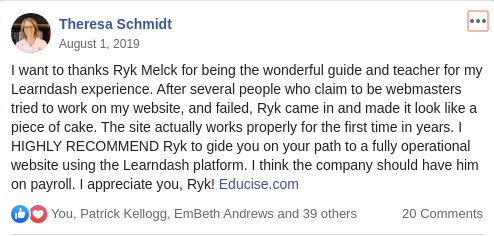 Theresa Schmidt
August 1, 2019
I want to thanks Ryk Melck for being the wonderful guide and teacher for my
Learndash experience. After several people who claim to be webmasters
tried to work on my website, and failed, Ryk came in and made it look like a
piece of cake. The site actually works properly for the first time in years. I
HIGHLY RECOMMEND Ryk to gide you on your path to a fully operational
website using the Learndash platform. I think the company should have him
on payroll. I appreciate you, Ryk! Educise.com
You, Patrick Kellogg, EmBeth Andrews and 39 others 20 Comments